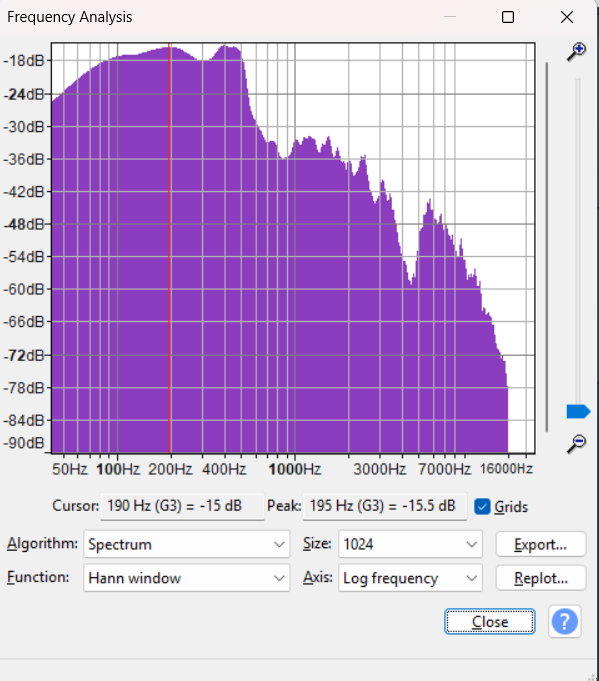 Frequency Analysis
-18dB
-24dB
-30dB
-36dB
-42dB
-48dB
-54dB
-60dB
-66dB
-72dB
-78dB
-84dB
-90dB
50Hz 100Hz 200Hz 400Hz 1000Hz 3000Hz 7000Hz 16000Hz
Cursor: 190 Hz (G3) = -15 dB Peak: 195 Hz (G3) = -15.5 dB Grids
Algorithm: Spectrum Size: 1024 Export...
Function: Hann window Axis: Log frequency Replot...
Close ?